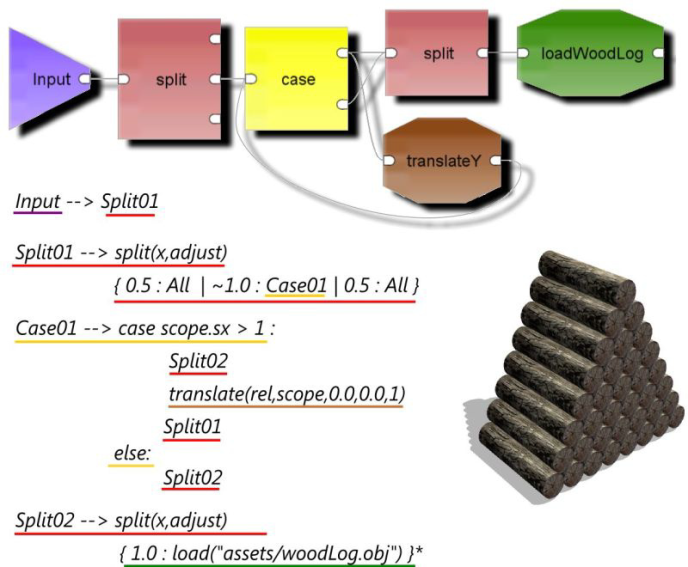 Input
split
case
split
loadWoodLog
translateY
Input --> Split01
Split01 --> split(x,adjust)
{ 0.5 : All | ~1.0 : Case01 | 0.5 : All }
Case01 --> case scope.sx > 1 :
Split02
translate(rel,scope,0.0,0.0,1)
Split01
else:
Split02
Split02 --> split(x,adjust)
{ 1.0 : load("assets/woodLog.obj") }*